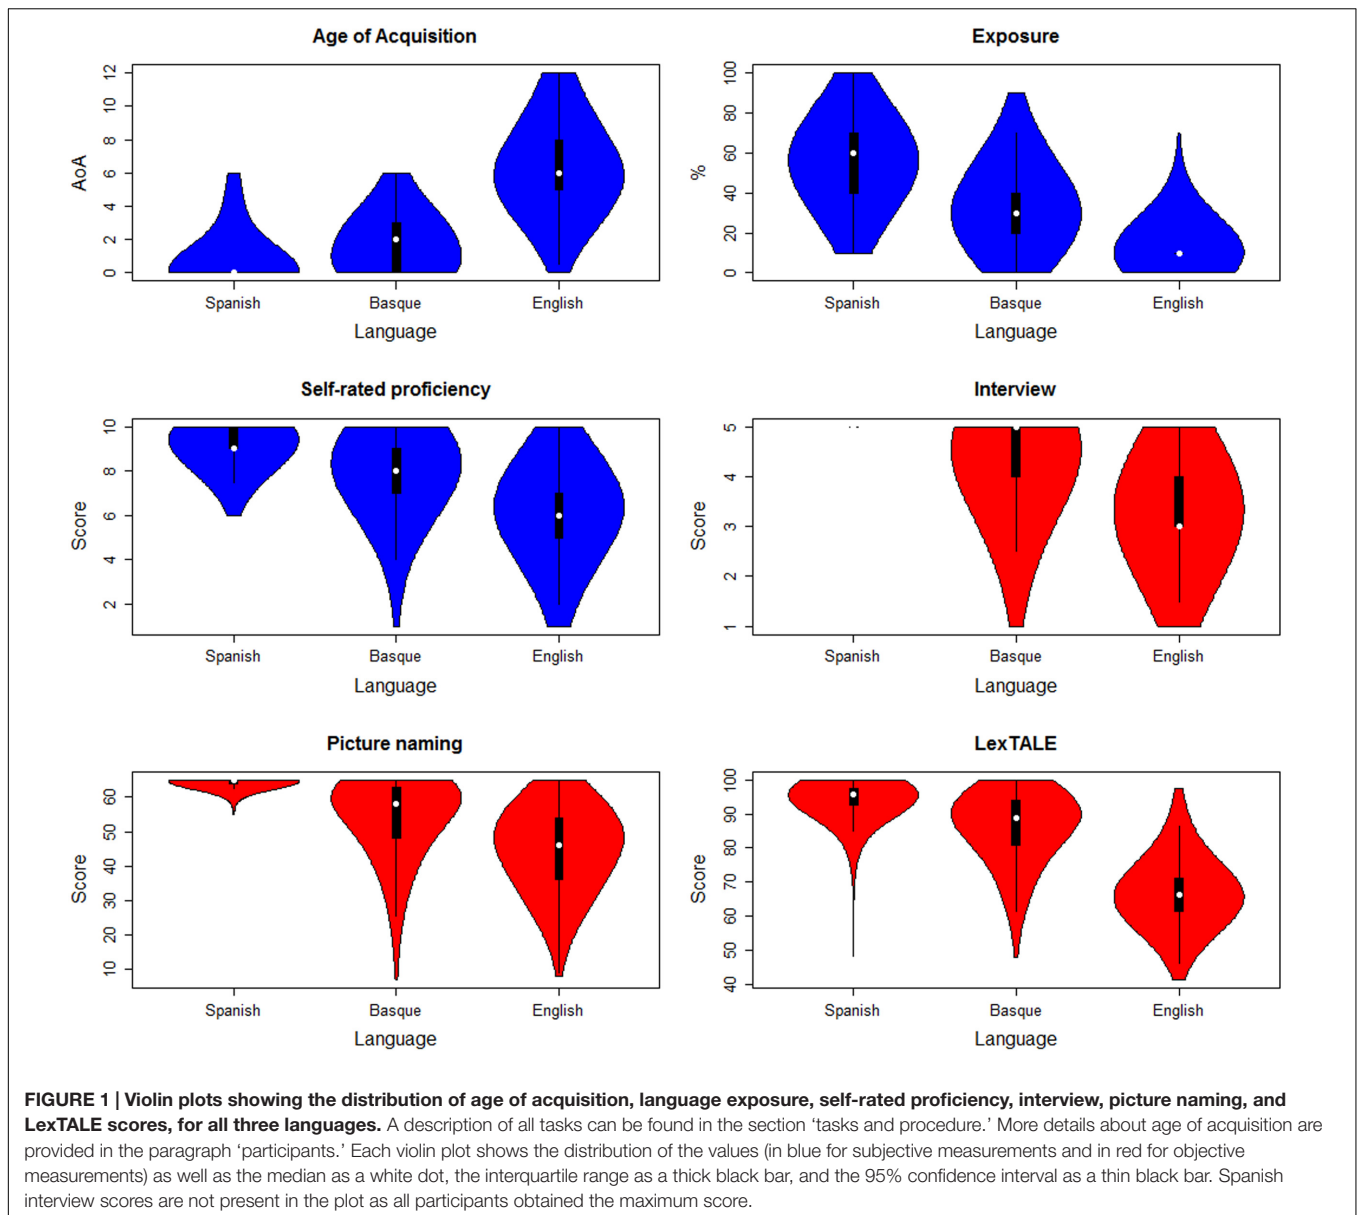 Age of Acquisition
12
10
8
6
4
2
0
AoA
Spanish
Basque
English
Language
Exposure
100
80
60
40
20
0
%
Spanish
Basque
English
Language
Self-rated proficiency
10
8
6
4
2
Score
Spanish
Basque
English
Language
Interview
5
4
3
2
1
Score
Spanish
Basque
English
Language
Picture naming
60
50
40
30
20
10
Score
Spanish
Basque
English
Language
LexTALE
100
90
80
70
60
50
40
Score
Spanish
Basque
English
Language
FIGURE 1 | Violin plots showing the distribution of age of acquisition, language exposure, self-rated proficiency, interview, picture naming, and
LexTALE scores, for all three languages. A description of all tasks can be found in the section ‘tasks and procedure.’ More details about age of acquisition are
provided in the paragraph ‘participants.’ Each violin plot shows the distribution of the values (in blue for subjective measurements and in red for objective
measurements) as well as the median as a white dot, the interquartile range as a thick black bar, and the 95% confidence interval as a thin black bar. Spanish
interview scores are not present in the plot as all participants obtained the maximum score.